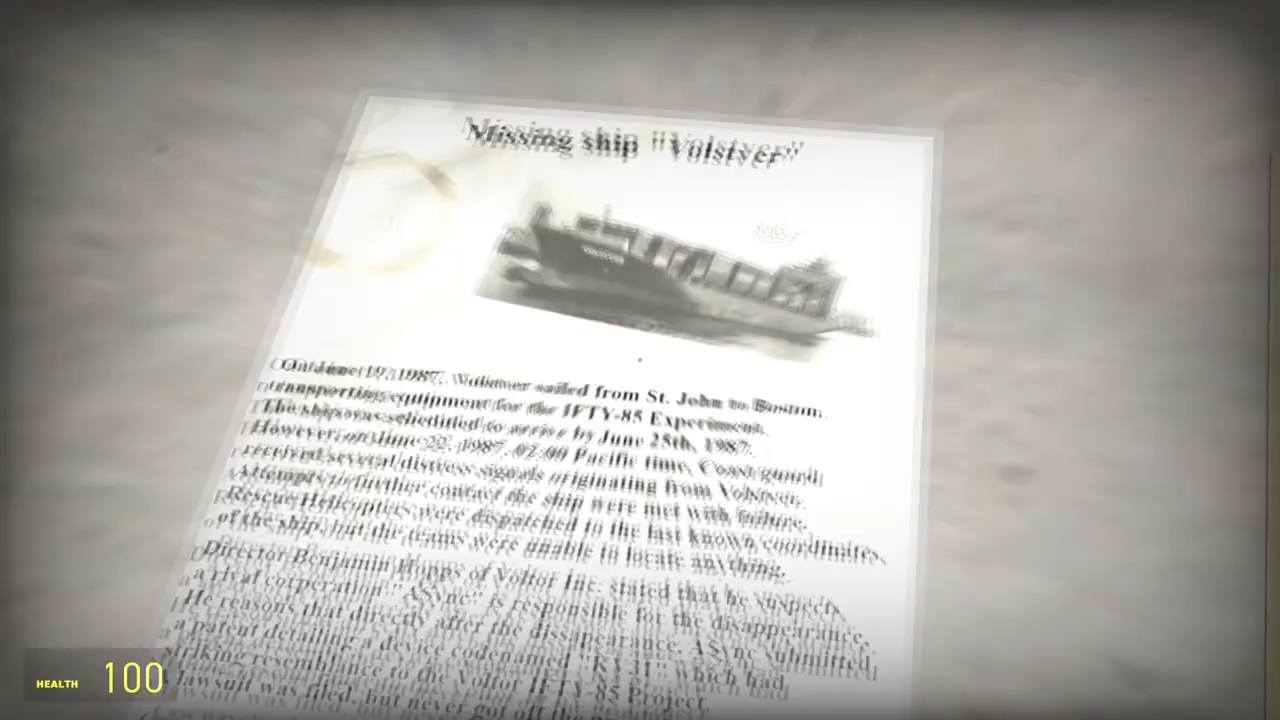 Missing ship "Volstver"
On June 19, 1987, Volstver sailed from St. John to Boston,
transporting equipment for the IFTY-85 Experiment.
The ship was scheduled to arrive by June 25th, 1987.
However, on June 22, 1987, 02:00 Pacific time, Coast guard
received several distress signals originating from Volstver.
Attempts to further contact the ship were met with failure.
Rescue Helicopters were dispatched to the last known coordinates
of the ship, but the teams were unable to locate anything.
Director Benjamin Hopps of Voltor Inc. stated that he suspects
a rival corperation "ASync" is responsible for the disappearance.
He reasons that directly after the dissapearance, ASync submitted
a patent detailing a device codenamed "KV31" which had
striking resemblance to the Voltor IFTY-85 Project.
lawsuit was filed, but never got off the
HEALTH 100